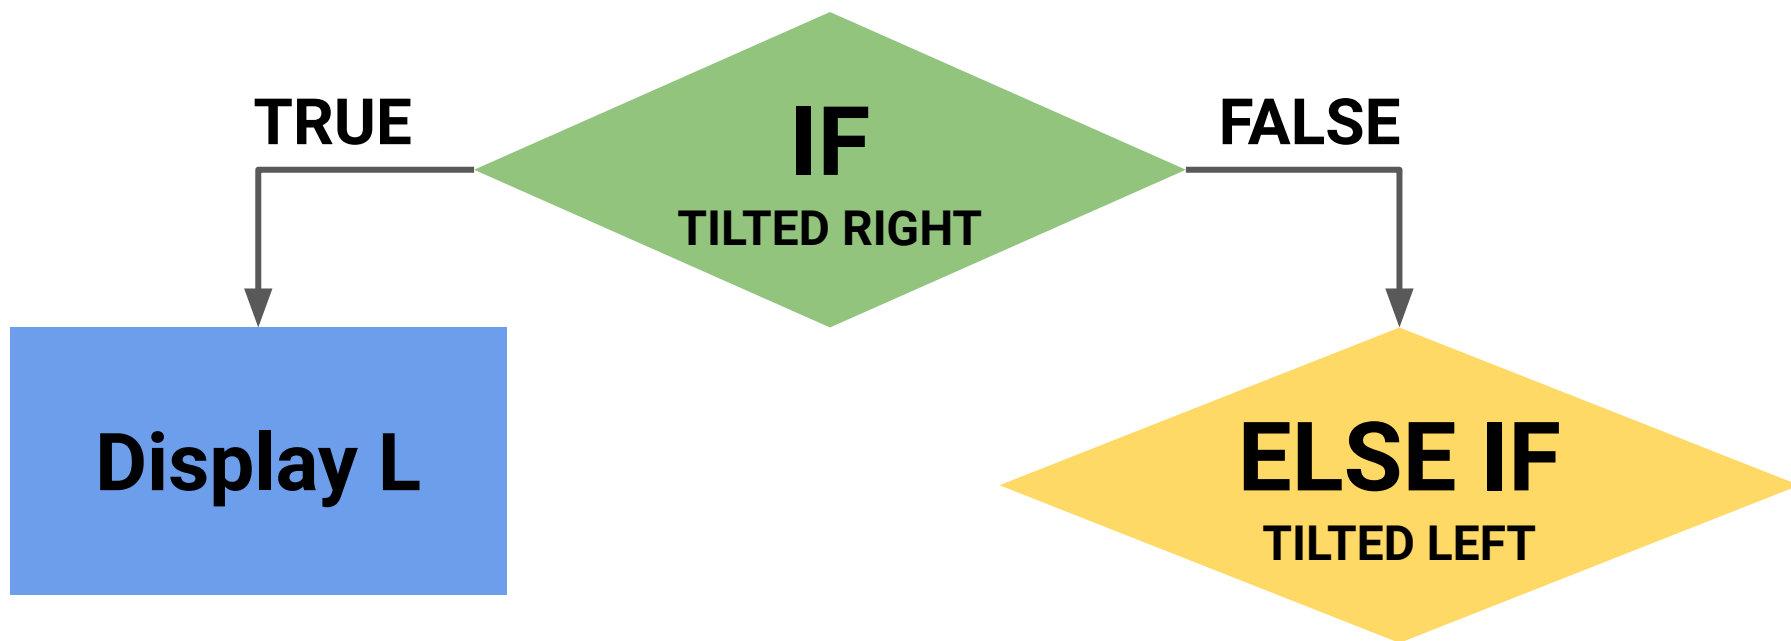 TRUE
IF
TILTED RIGHT
FALSE
Display L
ELSE IF
TILTED LEFT